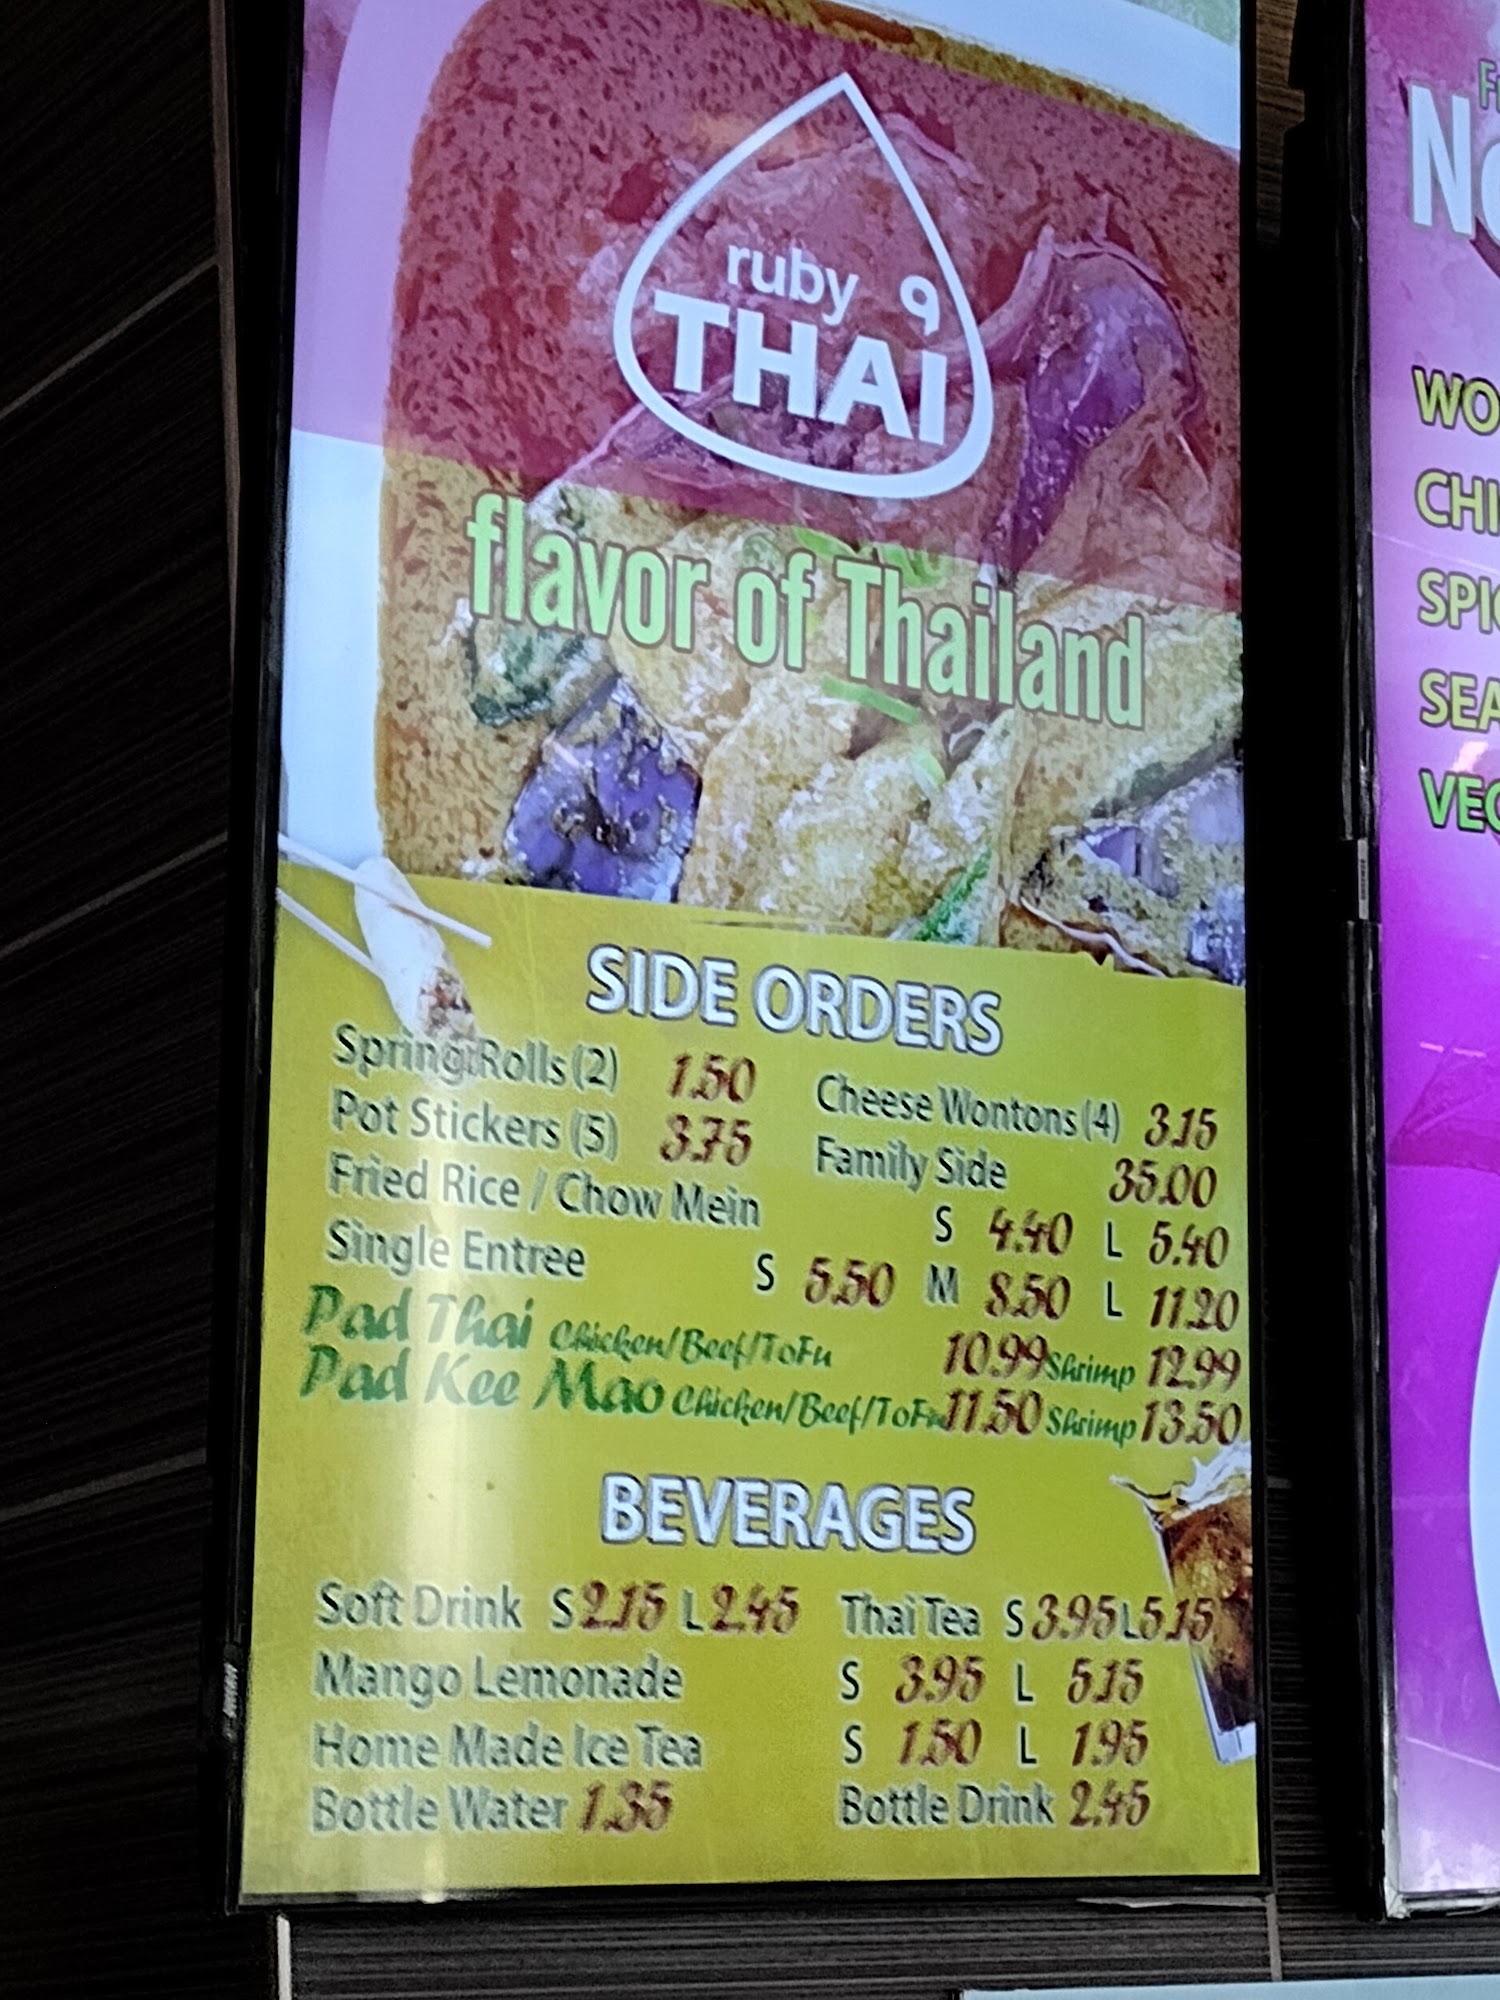 ruby
THAI
flavor of Thailand
SIDE ORDERS
Spring Rolls (2) 1.50 Cheese Wontons (4) 3.15
Pot Stickers (5) 3.75 Family Side 35.00
Fried Rice / Chow Mein S 4.40 L 5.40
Single Entree S 5.50 M 8.50 L 11.20
Pad Thai Chicken/Beef/ToFu 10.99 Shrimp 12.99
Pad Kee Mao Chicken/Beef/ToFu 11.50 Shrimp 13.50
BEVERAGES
Soft Drink S 2.15 L 2.45 Thai Tea S 3.95 L 5.15
Mango Lemonade S 3.95 L 5.15
Home Made Ice Tea S 1.50 L 1.95
Bottle Water 1.35 Bottle Drink 2.45